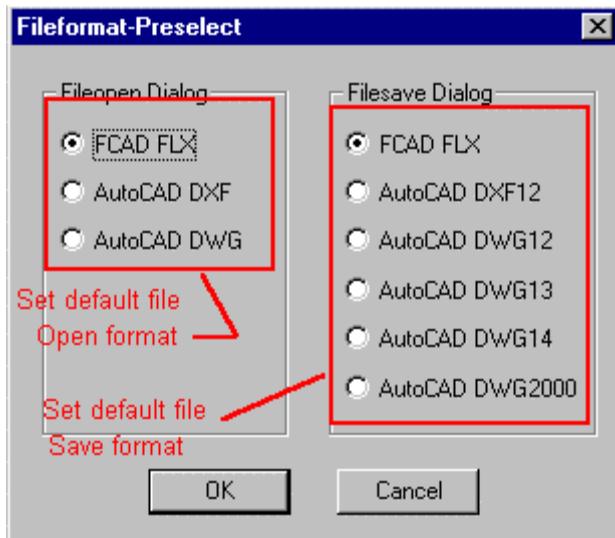 Fileformat-Preselect
Fileopen Dialog
FCAD FLX
AutoCAD DXF
AutoCAD DWG
Set default file
Open format
Filesave Dialog
FCAD FLX
AutoCAD DXF12
AutoCAD DWG12
AutoCAD DWG13
AutoCAD DWG14
AutoCAD DWG2000
Set default file
Save format
OK
Cancel